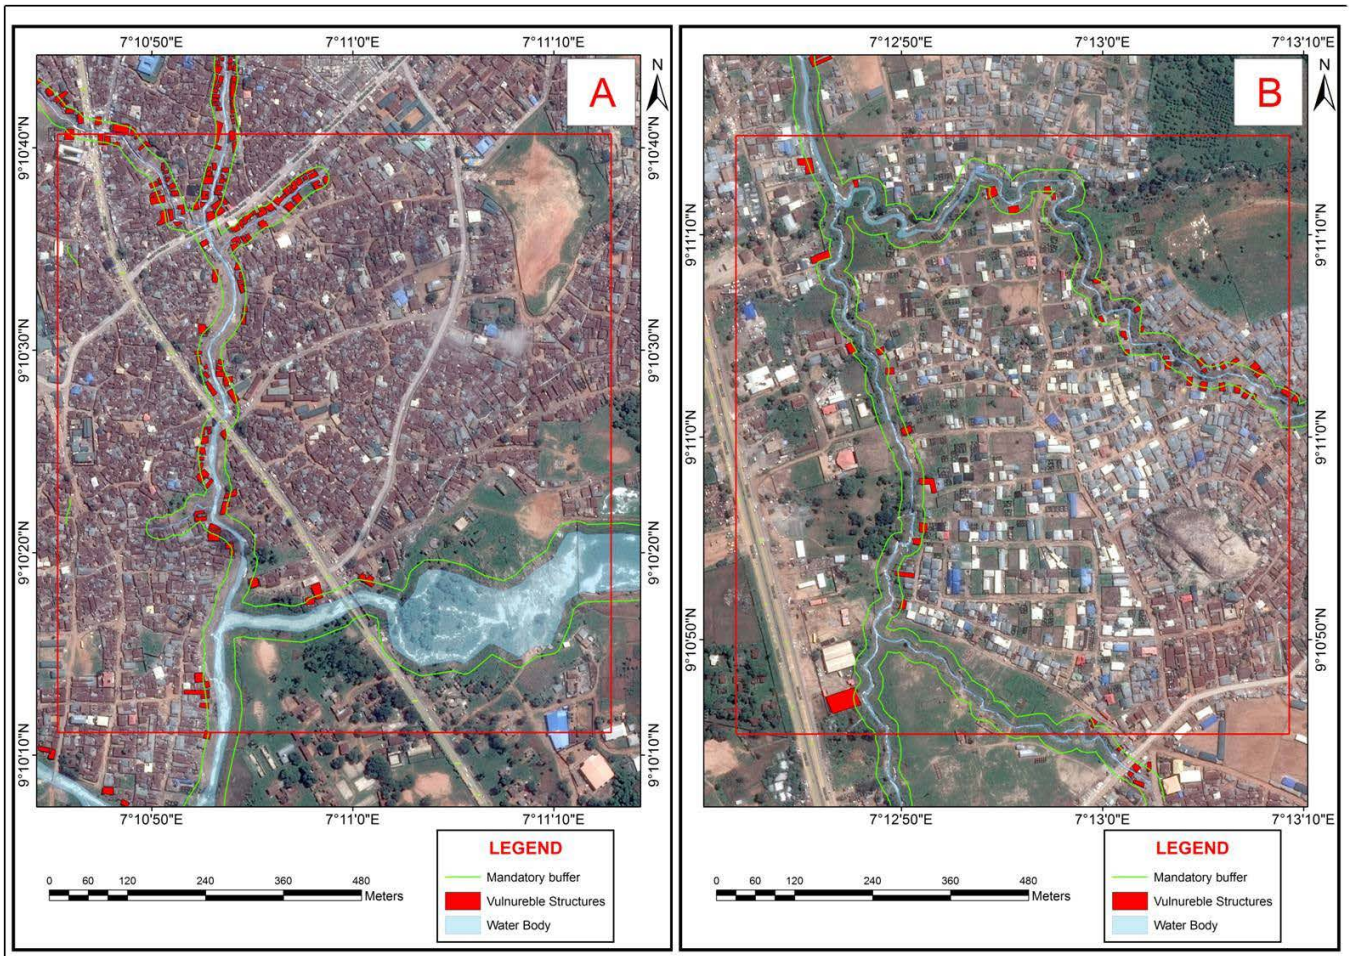 7°10'50"E 7°11'0"E 7°11'10"E
A
N
9°10'40"N 9°10'40"N
9°10'30"N 9°10'30"N
9°10'20"N 9°10'20"N
9°10'10"N 9°10'10"N
7°10'50"E 7°11'0"E 7°11'10"E
0 60 120 240 360 480
Meters
LEGEND
Mandatory buffer
Vulnureble Structures
Water Body
7°12'50"E 7°13'0"E 7°13'10"E
B
N
9°11'10"N 9°11'10"N
9°11'0"N 9°11'0"N
9°10'50"N 9°10'50"N
7°12'50"E 7°13'0"E 7°13'10"E
0 60 120 240 360 480
Meters
LEGEND
Mandatory buffer
Vulnureble Structures
Water Body